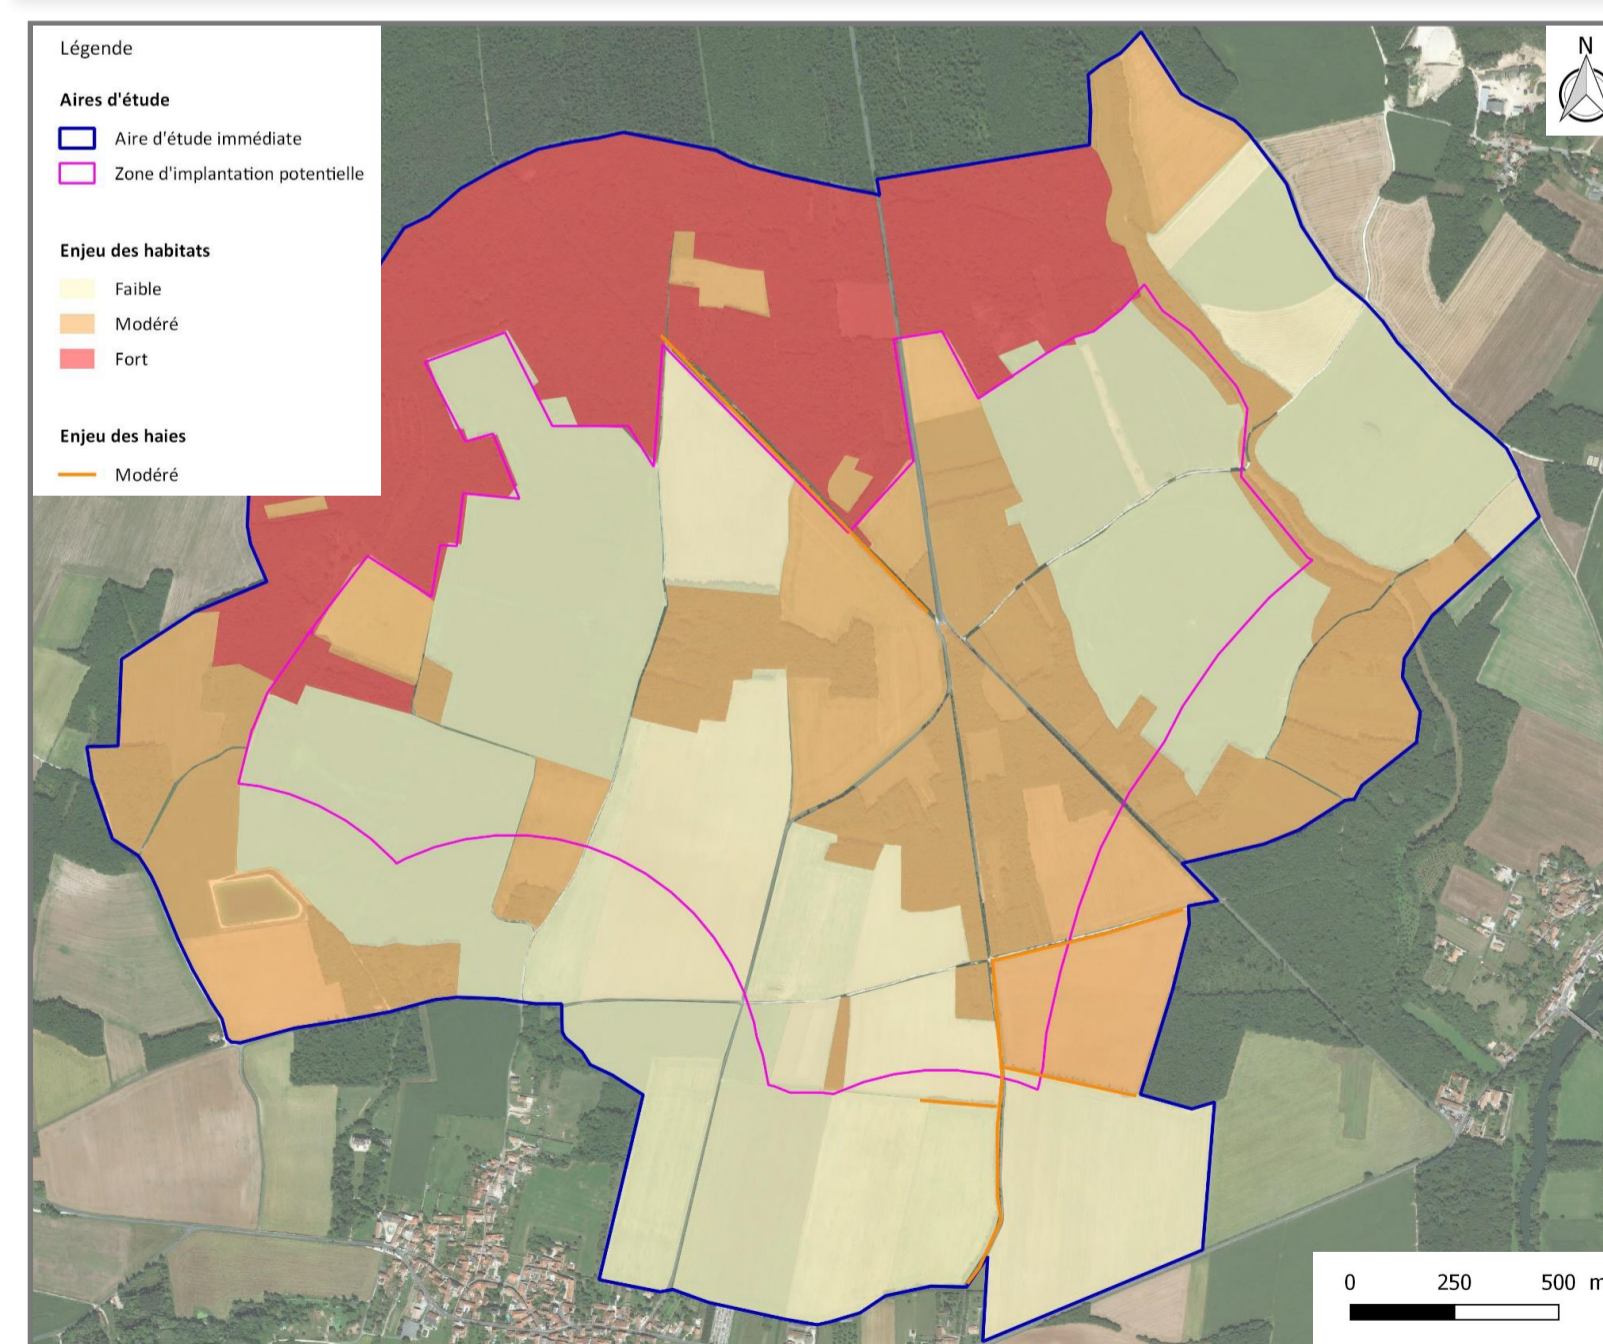 Légende
Aires d'étude
Aire d'étude immédiate
Zone d'implantation potentielle
Enjeu des habitats
Faible
Modéré
Fort
Enjeu des haies
Modéré
N
0 250 500 m